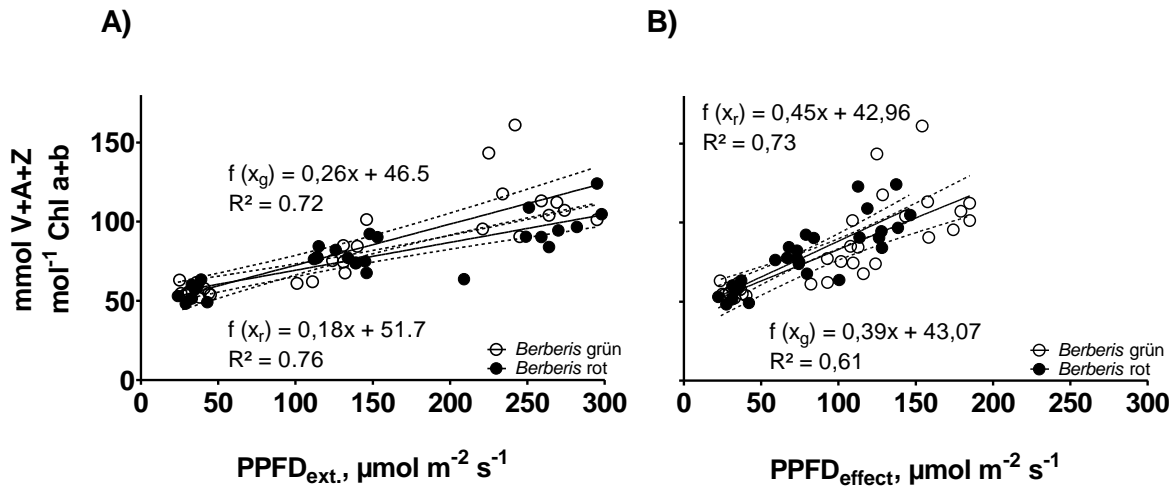 A)
B)
mmol V+A+Z
mol⁻¹ Chl a+b
150
100
50
0
f (x_g) = 0,26x + 46.5
R² = 0.72
f (x_r) = 0,18x + 51.7
R² = 0.76
Berberis grün
Berberis rot
0 50 100 150 200 250 300
PPFD_ext., µmol m⁻² s⁻¹
f (x_r) = 0,45x + 42,96
R² = 0,73
f (x_g) = 0,39x + 43,07
R² = 0,61
Berberis grün
Berberis rot
0 50 100 150 200 250 300
PPFD_effect, µmol m⁻² s⁻¹